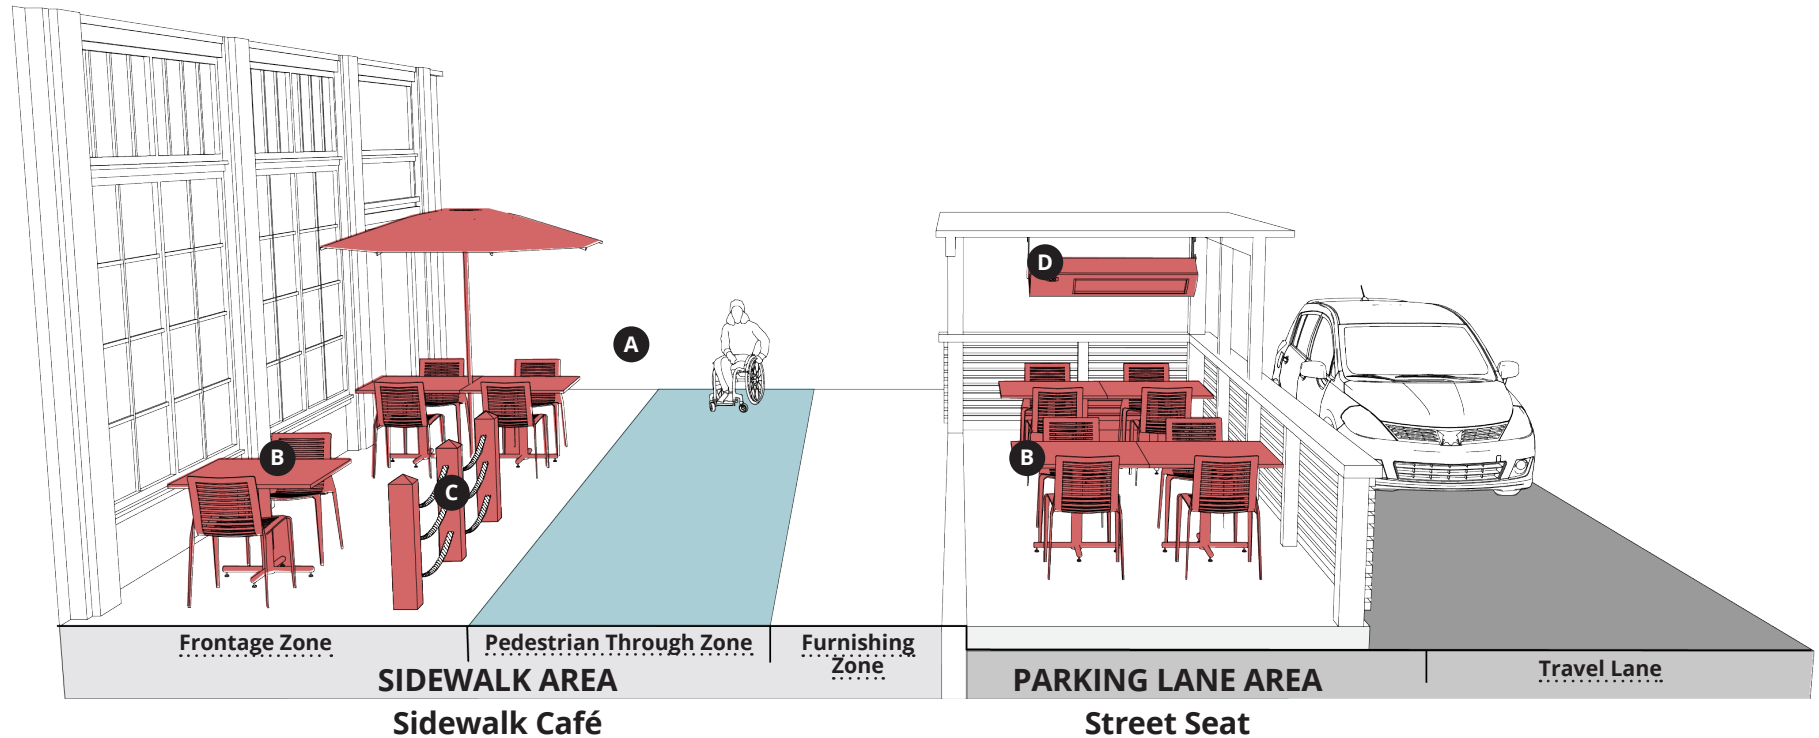 D
A
B
B
C
Frontage Zone
Pedestrian Through Zone
Furnishing
Zone
SIDEWALK AREA
PARKING LANE AREA
Travel Lane
Sidewalk Café
Street Seat